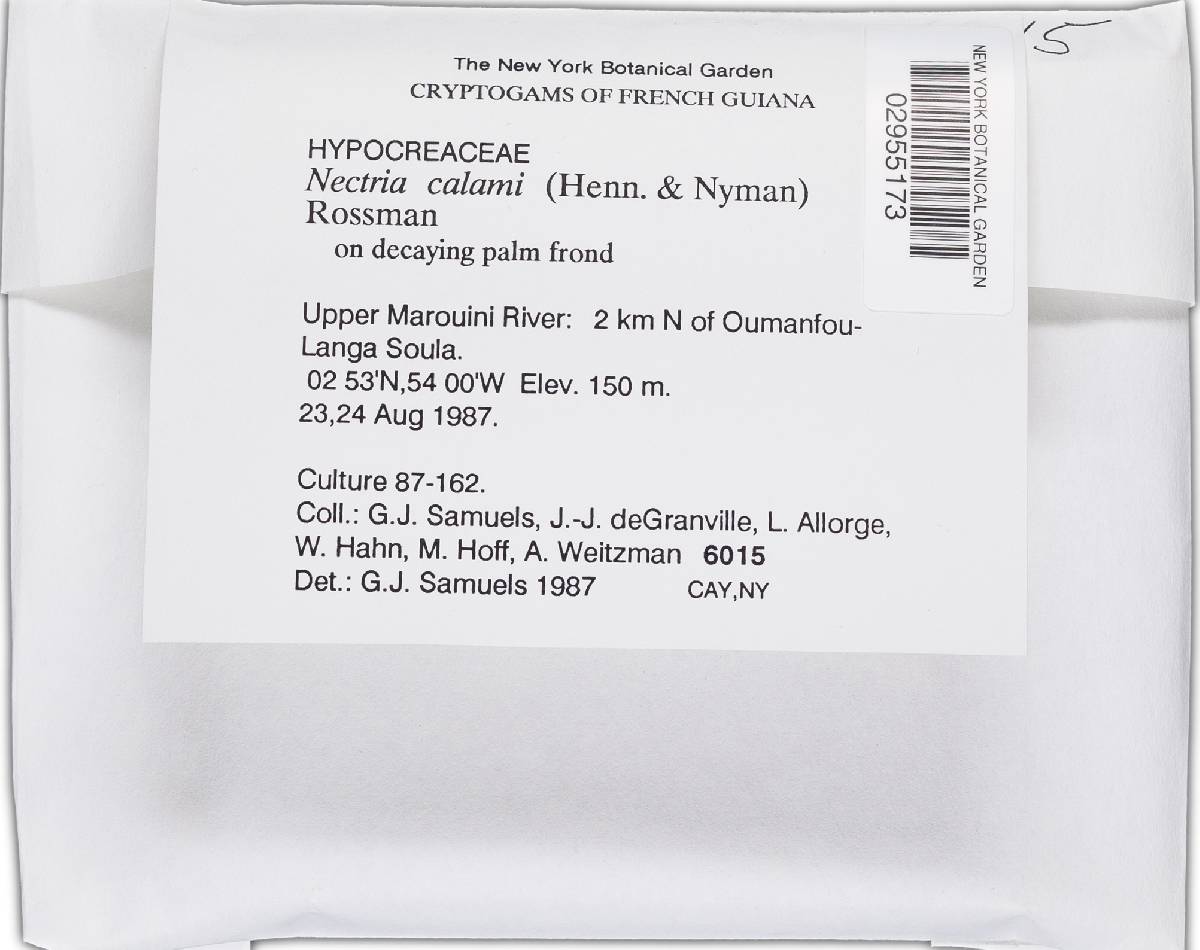 The New York Botanical Garden
CRYPTOGAMS OF FRENCH GUIANA
HYPOCREACEAE
Nectria calami (Henn. & Nyman)
Rossman
on decaying palm frond
Upper Marouini River: 2 km N of Oumanfou-
Langa Soula.
02 53'N,54 00'W Elev. 150 m.
23,24 Aug 1987.
Culture 87-162.
Coll.: G.J. Samuels, J.-J. deGranville, L. Allorge,
W. Hahn, M. Hoff, A. Weitzman 6015
Det.: G.J. Samuels 1987 CAY,NY
NEW YORK BOTANICAL GARDEN
02955173